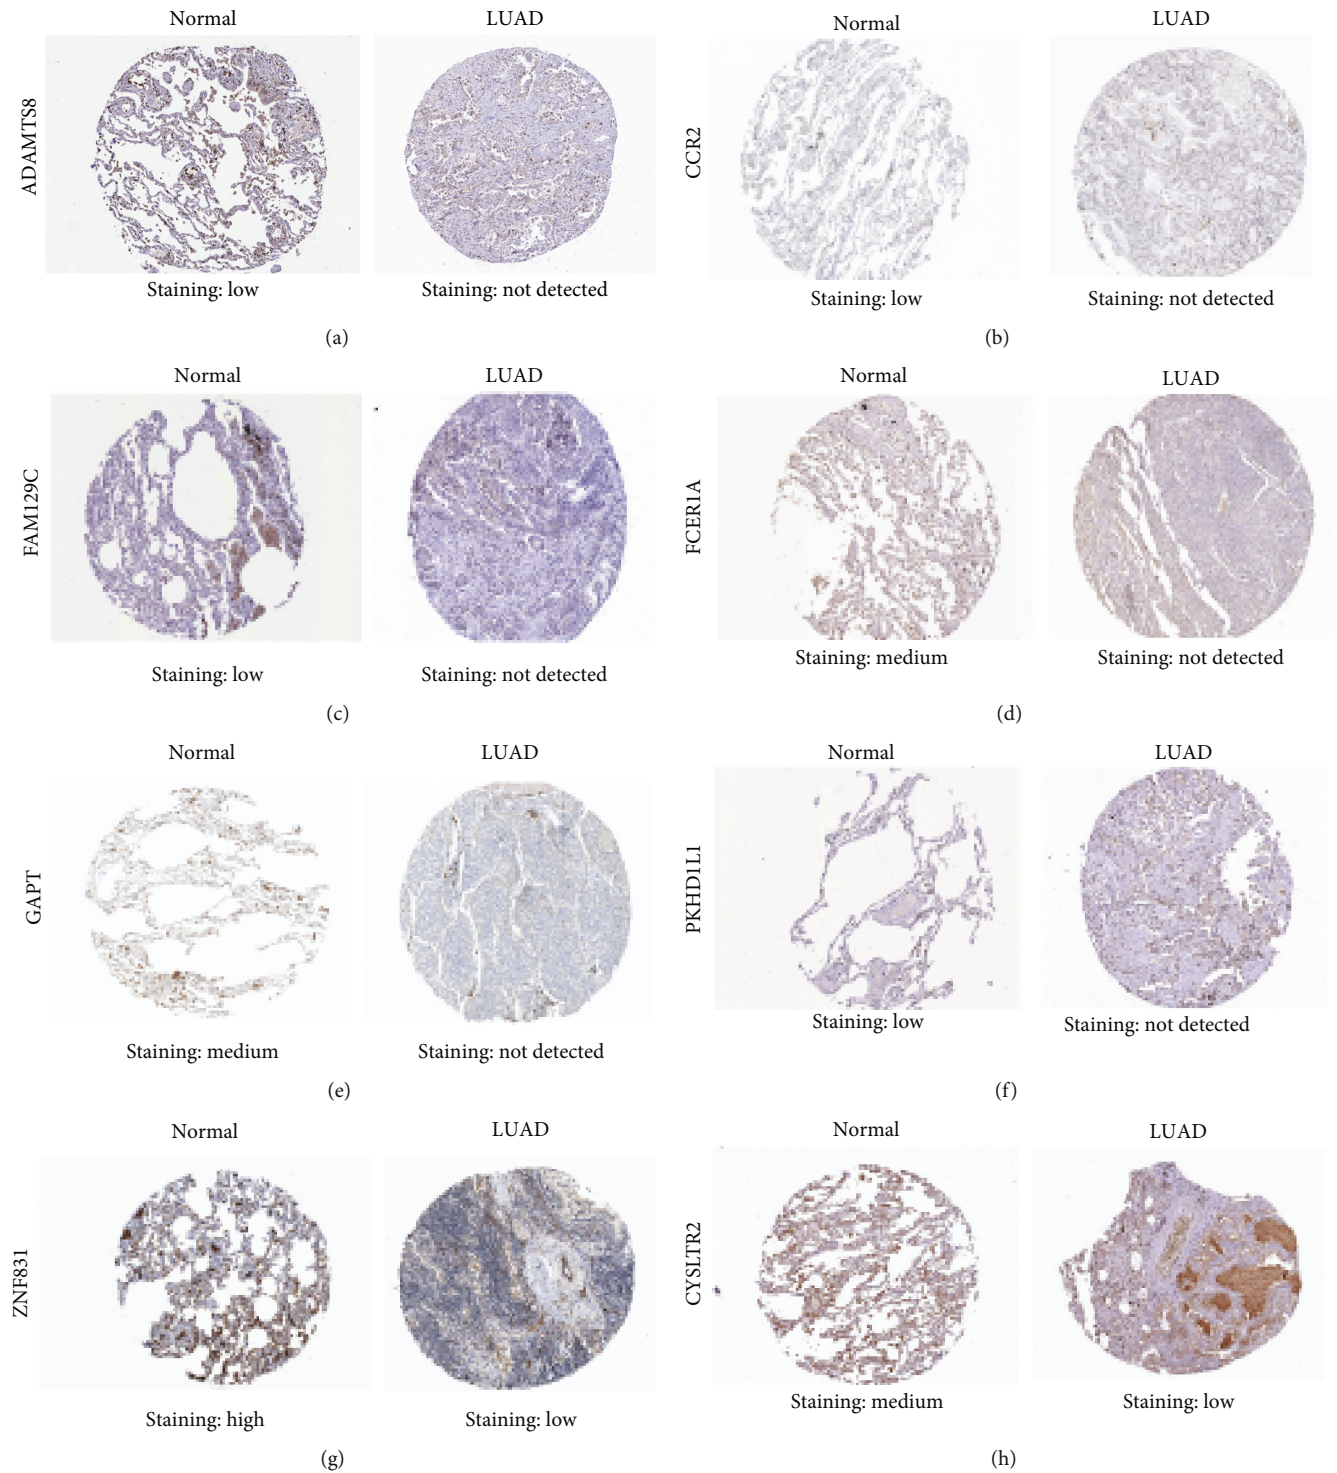 Normal
LUAD
ADAMTS8
Staining: low
Staining: not detected
(a)
Normal
LUAD
CCR2
Staining: low
Staining: not detected
(b)
Normal
LUAD
FAM129C
Staining: low
Staining: not detected
(c)
Normal
LUAD
FCER1A
Staining: medium
Staining: not detected
(d)
Normal
LUAD
GAPT
Staining: medium
Staining: not detected
(e)
Normal
LUAD
PKHD1L1
Staining: low
Staining: not detected
(f)
Normal
LUAD
ZNF831
Staining: high
Staining: low
(g)
Normal
LUAD
CYSLTR2
Staining: medium
Staining: low
(h)